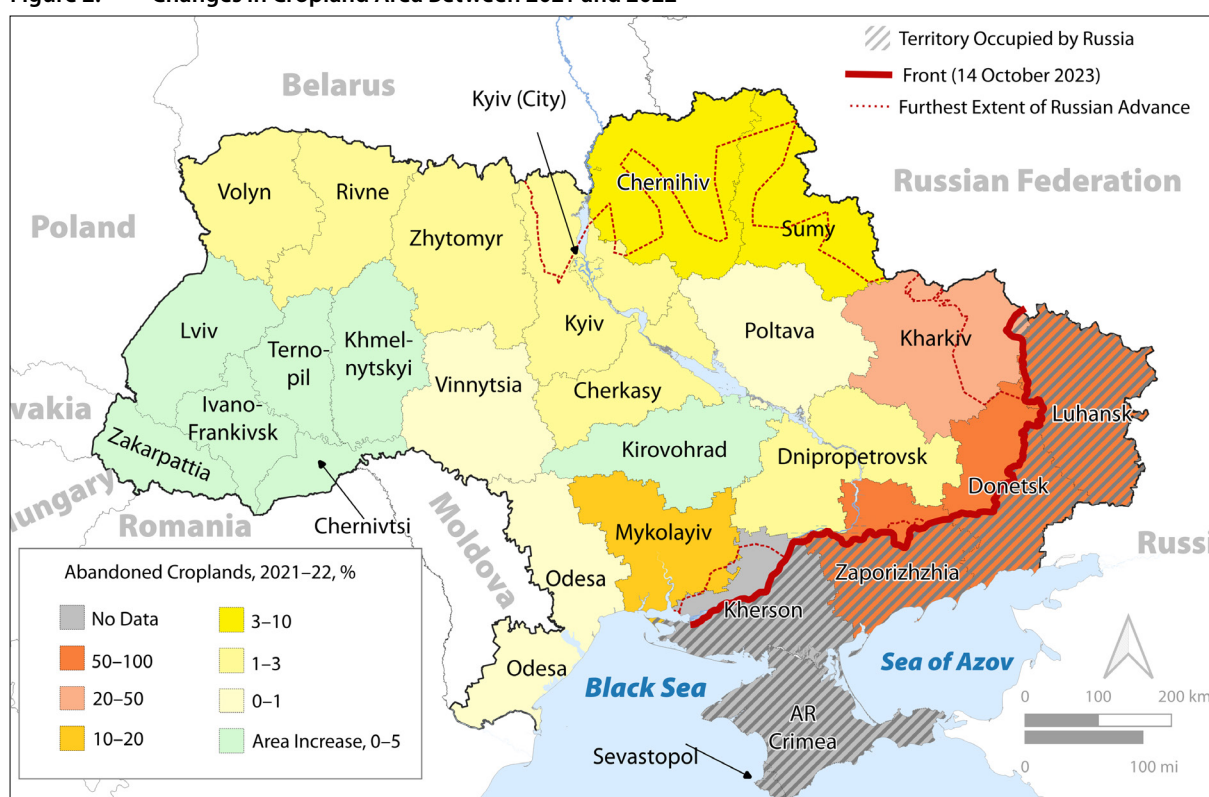 Figure 2. Changes in Cropland Area Between 2021 and 2022
Territory Occupied by Russia
Front (14 October 2023)
Furthest Extent of Russian Advance
Belarus
Kyiv (City)
Russian Federation
Poland
Volyn
Rivne
Zhytomyr
Chernihiv
Sumy
Lviv
Terno-
pil
Khmel-
nytskyi
Kyiv
Poltava
Kharkiv
Vinnytsia
Cherkasy
Ivano-
Frankivsk
Zakarpattia
vakia
Luhansk
Kirovohrad
Dnipropetrovsk
Donetsk
Hungary
Romania
Chernivtsi
Moldova
Mykolayiv
Zaporizhzhia
Russi
Odesa
Kherson
Odesa
Black Sea
Sea of Azov
AR
Crimea
Sevastopol
Abandoned Croplands, 2021–22, %
No Data
50–100
20–50
10–20
3–10
1–3
0–1
Area Increase, 0–5
0 100 200 km
0 100 mi